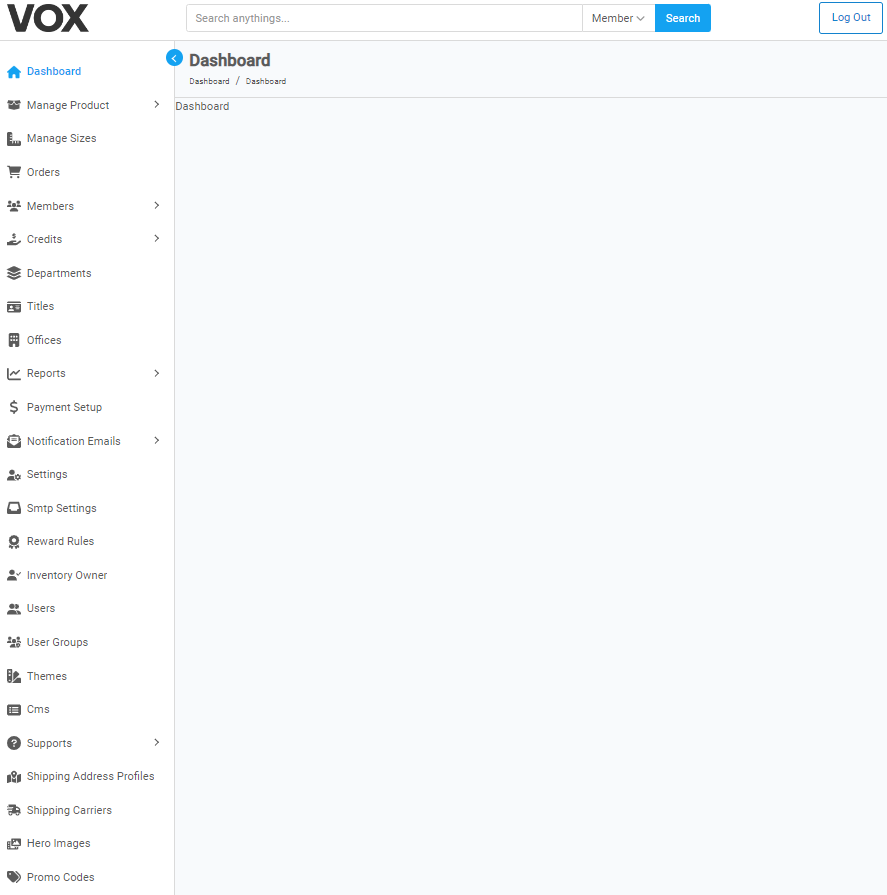 VOX
Search anythings...
Member
Search
Log Out
Dashboard
Manage Product
Manage Sizes
Orders
Members
Credits
Departments
Titles
Offices
Reports
Payment Setup
Notification Emails
Settings
Smtp Settings
Reward Rules
Inventory Owner
Users
User Groups
Themes
Cms
Supports
Shipping Address Profiles
Shipping Carriers
Hero Images
Promo Codes
Dashboard
Dashboard / Dashboard
Dashboard